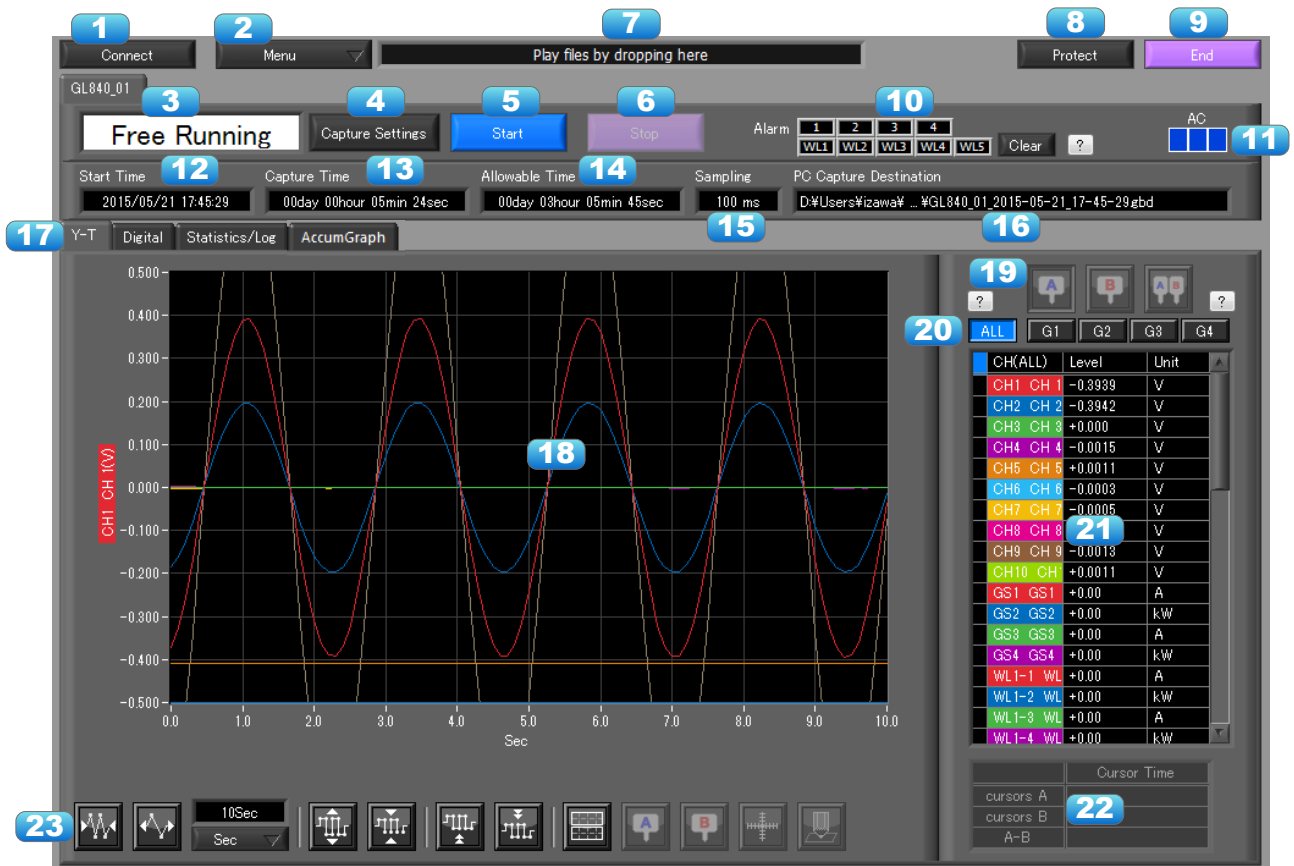 1 2 7 8 9
Connect Menu Play files by dropping here Protect End
GL840_01
3 4 5 6 10
Free Running Capture Settings Start Stop Alarm 1 2 3 4 AC
WL1 WL2 WL3 WL4 WL5 Clear ? 11
12 13 14
Start Time Capture Time Allowable Time Sampling PC Capture Destination
2015/05/21 17:45:29 00day 00hour 05min 24sec 00day 03hour 05min 45sec 100 ms D:¥Users¥izawa¥ ... ¥GL840_01_2015-05-21_17-45-29.gbd
15 16
17 Y-T Digital Statistics/Log AccumGraph
19 A B A B
? ?
20 ALL G1 G2 G3 G4
0.500
0.400
0.300
0.200
0.100
0.000
-0.100
-0.200
-0.300
-0.400
-0.500
CH1 CH 1(V)
18
0.0 1.0 2.0 3.0 4.0 5.0 6.0 7.0 8.0 9.0 10.0
Sec
CH(ALL) Level Unit
CH1 CH 1 -0.3939 V
CH2 CH 2 -0.3942 V
CH3 CH 3 +0.000 V
CH4 CH 4 -0.0015 V
CH5 CH 5 +0.0011 V
CH6 CH 6 -0.0003 V
CH7 CH 7 -0.0005 V
CH8 CH 8 V
21
CH9 CH 9 -0.0013 V
CH10 CH +0.0011 V
GS1 GS1 +0.00 A
GS2 GS2 +0.00 kW
GS3 GS3 +0.00 A
GS4 GS4 +0.00 kW
WL1-1 WL +0.00 A
WL1-2 WL +0.00 kW
WL1-3 WL +0.00 A
WL1-4 WL +0.00 kW
Cursor Time
cursors A
cursors B
A-B
22
23 10Sec
Sec
A B